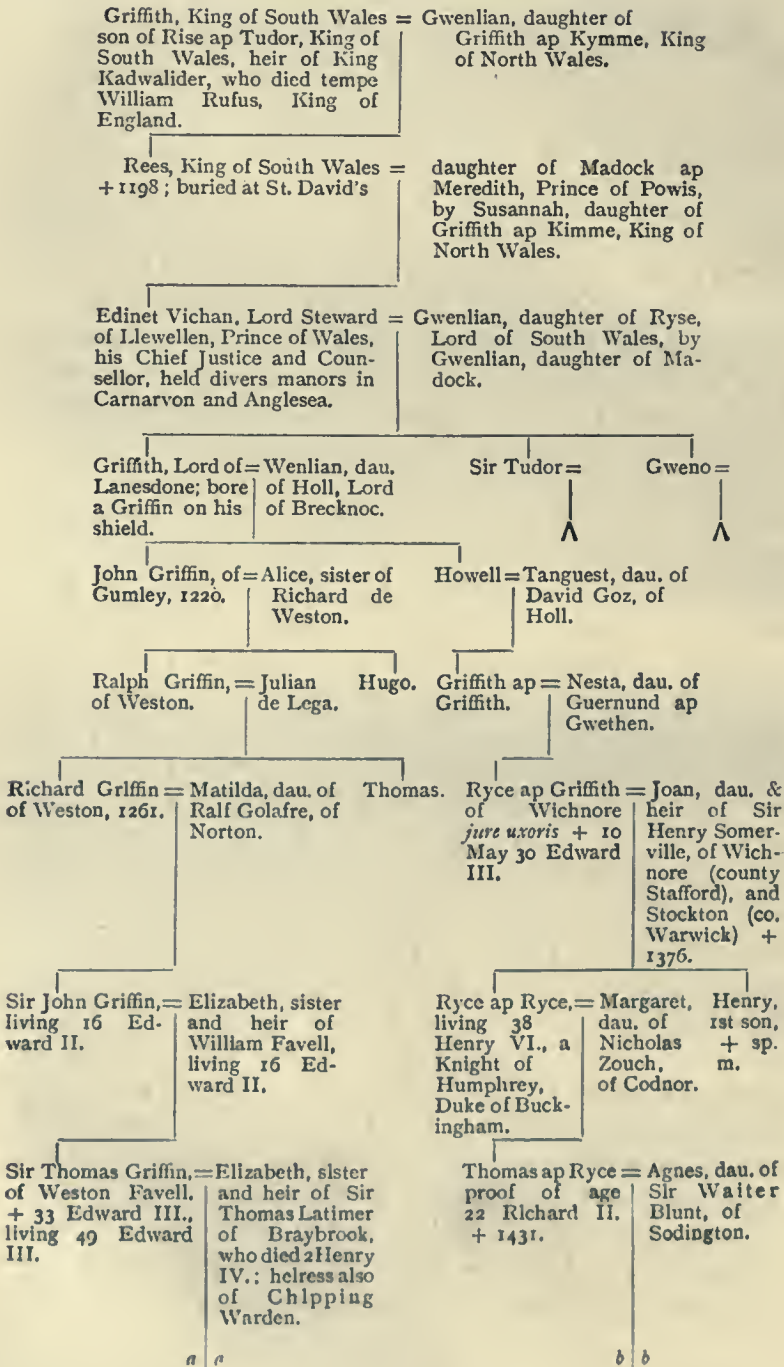 Griffith, King of South Wales = Gwenlian, daughter of
son of Rise ap Tudor, King of
South Wales, heir of King
Kadwalider, who died tempe
William Rufus, King of
England.
Griffith ap Kymme, King
of North Wales.
Rees, King of South Wales =
+ 1198 ; buried at St. David's
daughter of Madock ap
Meredith, Prince of Powis,
by Susannah, daughter of
Griffith ap Kimme, King of
North Wales.
Edinet Vichan, Lord Steward
of Llewellen, Prince of Wales,
his Chief Justice and Coun-
sellor, held divers manors in
Carnarvon and Anglesea.
= Gwenlian, daughter of Ryse,
Lord of South Wales, by
Gwenlian, daughter of Ma-
dock.
Griffith, Lord of
Lanesdone; bore
a Griffin on his
shield.
= Wenlian, dau.
of Holl, Lord
of Brecknoc.
Sir Tudor =
Gweno =
John Griffin, of
Gumley, 1220.
= Alice, sister of
Richard de
Weston.
Howell = Tanguest, dau. of
David Goz, of
Holl.
Ralph Griffin,
of Weston.
= Julian
de Lega.
Hugo.
Griffith ap
Griffith.
= Nesta, dau. of
Guernund ap
Gwethen.
Richard Griffin
of Weston, 1261.
= Matilda, dau. of
Ralf Golafre, of
Norton.
Thomas.
Ryce ap Griffith
of Wichnore
jure uxoris + 10
May 30 Edward
III.
= Joan, dau. &
heir of Sir
Henry Somer-
ville, of Wich-
nore (county
Stafford), and
Stockton (co.
Warwick) +
1376.
Sir John Griffin,
living 16 Ed-
ward II.
= Elizabeth, sister
and heir of
William Favell,
living 16 Ed-
ward II.
Ryce ap Ryce,
living 38
Henry VI., a
Knight of
Humphrey,
Duke of Buck-
ingham.
= Margaret,
dau. of
Nicholas
Zouch,
of Codnor.
Henry,
1st son,
+ sp.
m.
Sir Thomas Griffin,
of Weston Favell.
+ 33 Edward III.,
living 49 Edward
III.
= Elizabeth, sister
and heir of Sir
Thomas Latimer
of Braybrook,
who died 2 Henry
IV.: heiress also
of Chipping
Warden.
Thomas ap Ryce
proof of age
22 Richard II.
+ 1431.
= Agnes, dau. of
Sir Walter
Blunt, of
Sodington.
a a
b b